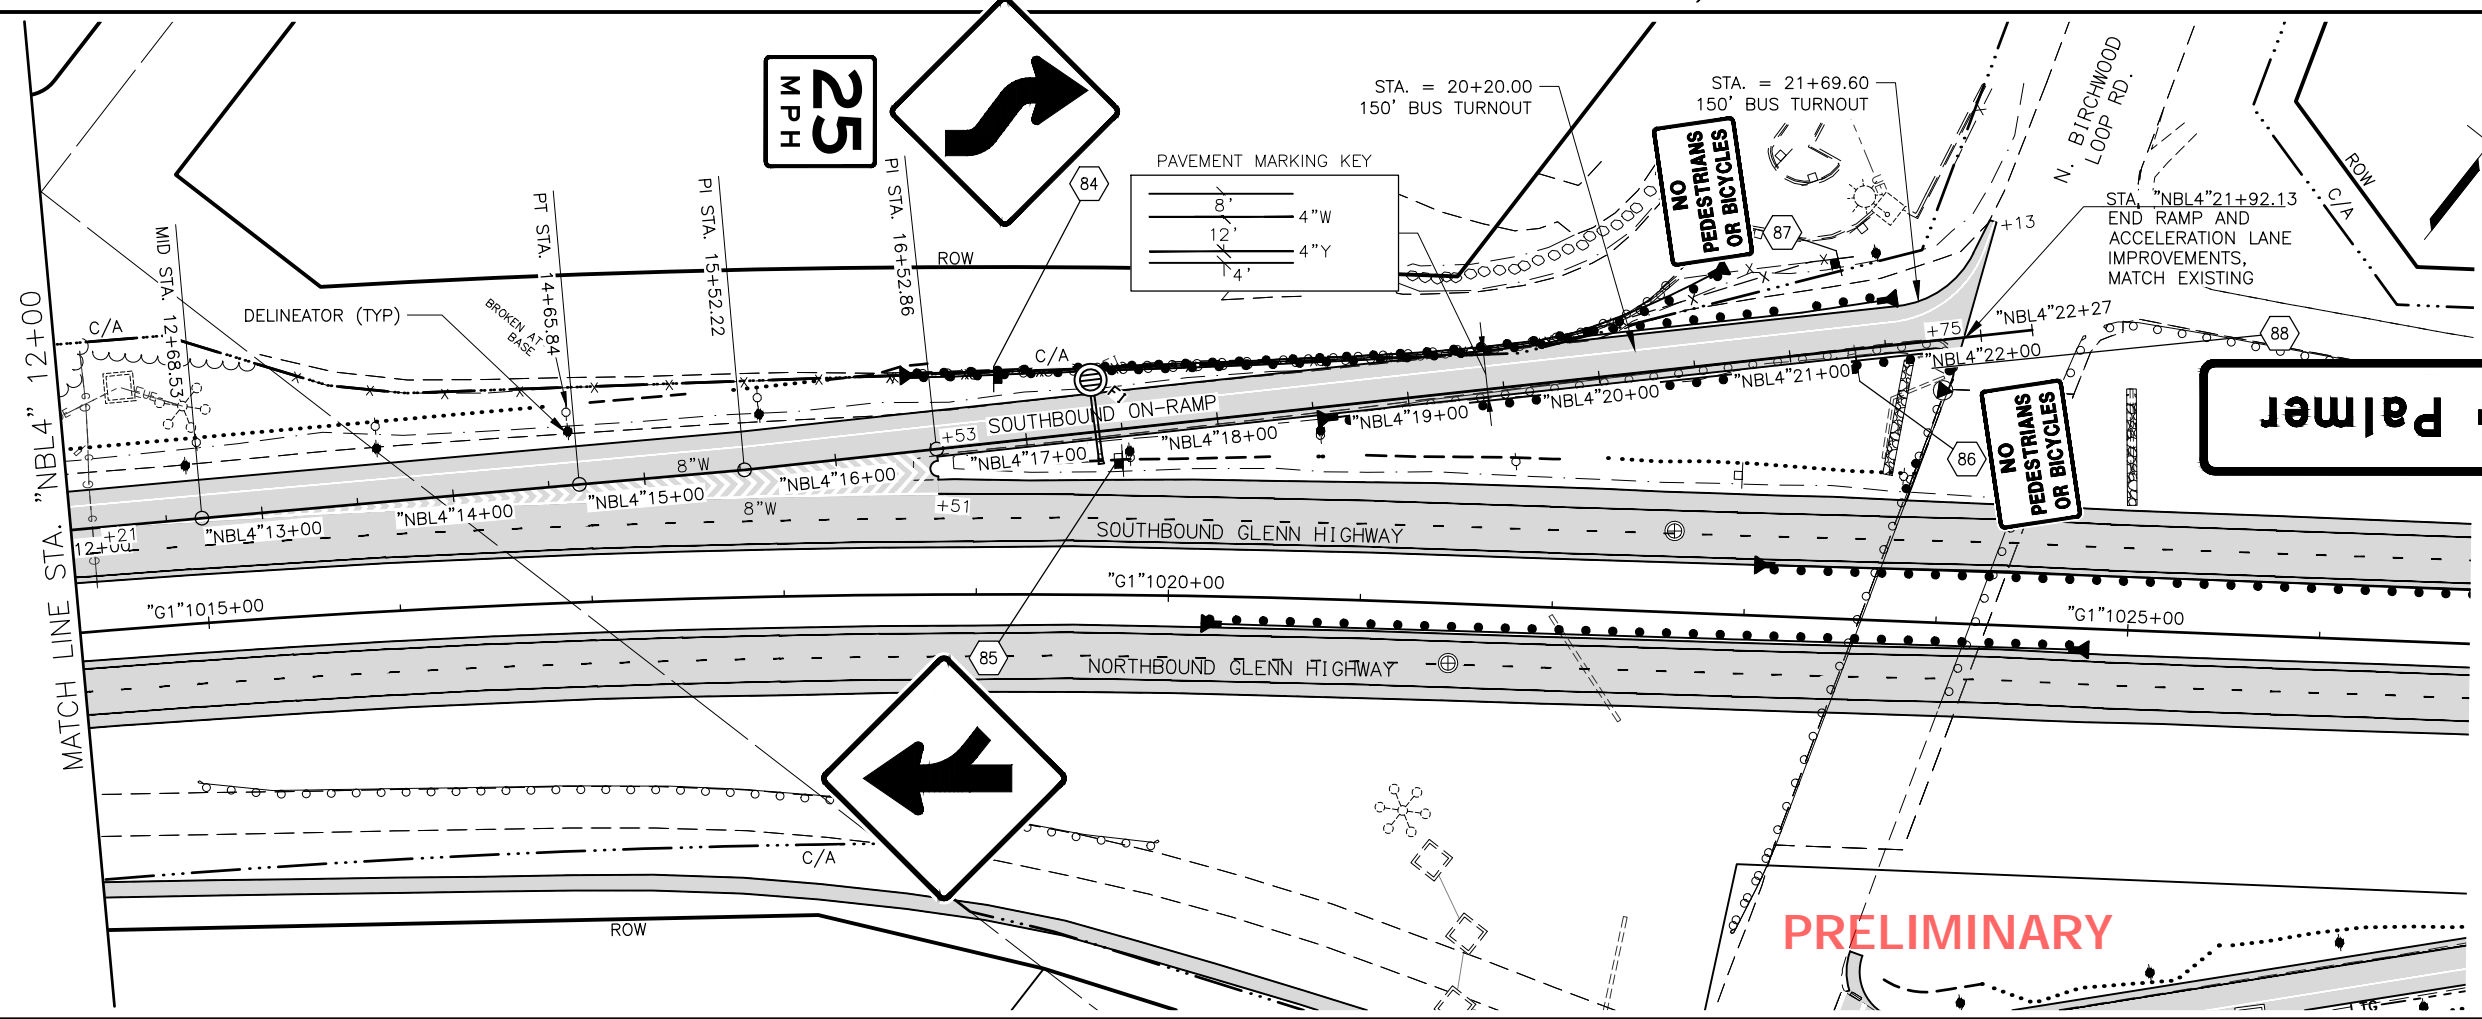 25
MPH
STA. = 20+20.00
150' BUS TURNOUT
STA. = 21+69.60
150' BUS TURNOUT
N. BIRCHWOOD
LOOP RD.
ROW
C/A
NO
PEDESTRIANS
OR BICYCLES
PAVEMENT MARKING KEY
8'
4"W
12'
4"Y
4'
84
87
STA. "NBL4"21+92.13
END RAMP AND
ACCELERATION LANE
IMPROVEMENTS,
MATCH EXISTING
+13
MID STA. 12+68.53
PT STA. 14+65.84
PI STA. 15+52.22
PI STA. 16+52.86
ROW
DELINEATOR (TYP)
BROKEN AT
BASE
C/A
C/A
MATCH LINE STA. "NBL4" 12+00
"NBL4"22+27
+75
88
"NBL4"22+00
"NBL4"21+00
"NBL4"20+00
"NBL4"19+00
"NBL4"18+00
"NBL4"17+00
"NBL4"16+00
"NBL4"15+00
"NBL4"14+00
"NBL4"13+00
12+00
+21
F1
SOUTHBOUND ON-RAMP
+53
+51
8"W
8"W
86
NO
PEDESTRIANS
OR BICYCLES
- Palmer
SOUTHBOUND GLENN HIGHWAY
"G1"1015+00
"G1"1020+00
"G1"1025+00
85
NORTHBOUND GLENN HIGHWAY
C/A
ROW
PRELIMINARY
LTG